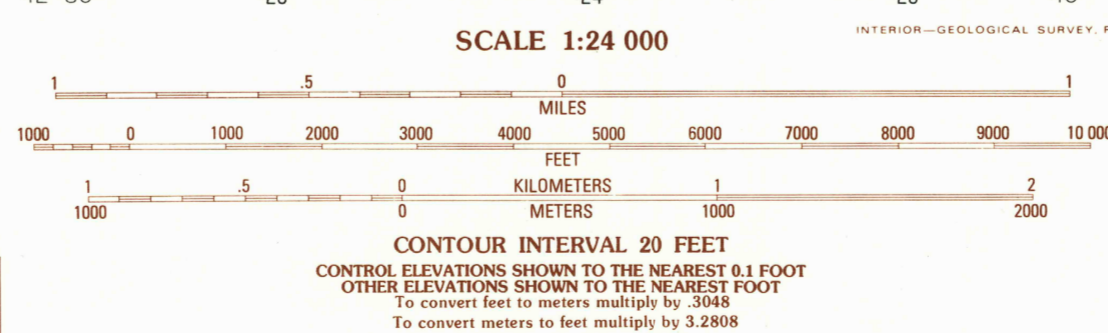 SCALE 1:24 000
INTERIOR—GEOLOGICAL SURVEY,
1 .5 0 1
MILES
1000 0 1000 2000 3000 4000 5000 6000 7000 8000 9000 10 000
FEET
1 .5 0 KILOMETERS 1 2
1000 0 METERS 1000 2000
CONTOUR INTERVAL 20 FEET
CONTROL ELEVATIONS SHOWN TO THE NEAREST 0.1 FOOT
OTHER ELEVATIONS SHOWN TO THE NEAREST FOOT
To convert feet to meters multiply by .3048
To convert meters to feet multiply by 3.2808